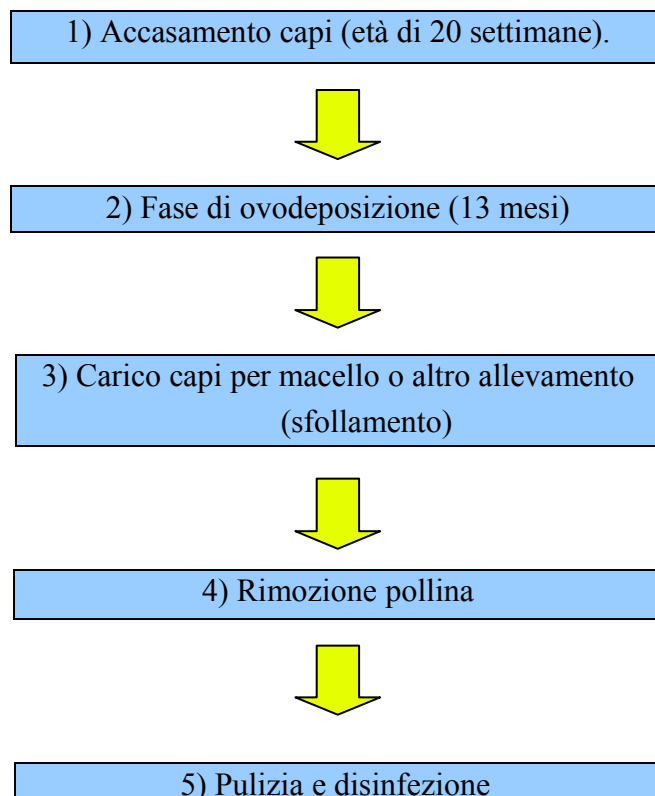 1) Accasamento capi (età di 20 settimane).
2) Fase di ovodeposizione (13 mesi)
3) Carico capi per macello o altro allevamento
(sfollamento)
4) Rimozione pollina
5) Pulizia e disinfezione